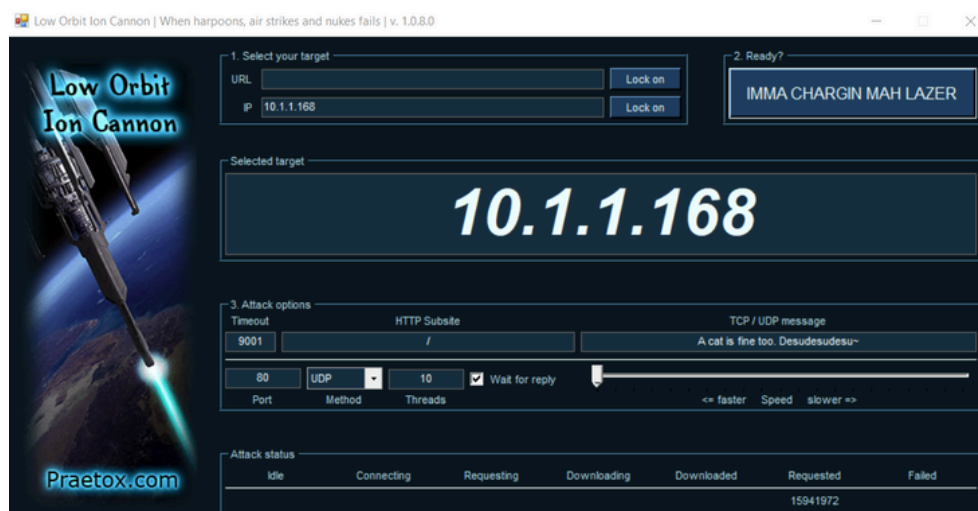 Low Orbit Ion Cannon | When harpoons, air strikes and nukes fails | v. 1.0.8.0
Low Orbit
Ion Cannon
Praetox.com
1. Select your target
URL Lock on
IP 10.1.1.168 Lock on
2. Ready?
IMMA CHARGIN MAH LAZER
Selected target
10.1.1.168
3. Attack options
Timeout HTTP Subsite TCP / UDP message
9001 / A cat is fine too. Desudesudesu~
80 UDP 10 Wait for reply
Port Method Threads <= faster Speed slower =>
Attack status
Idle Connecting Requesting Downloading Downloaded Requested Failed
15941972